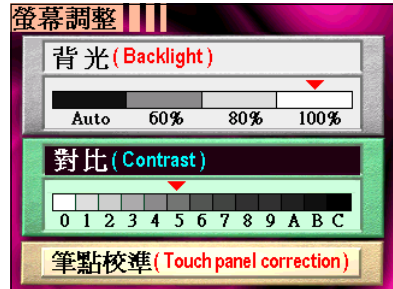 螢幕調整
背光(Backlight)
Auto 60% 80% 100%
對比(Contrast)
0 1 2 3 4 5 6 7 8 9 A B C
筆點校準(Touch panel correction)